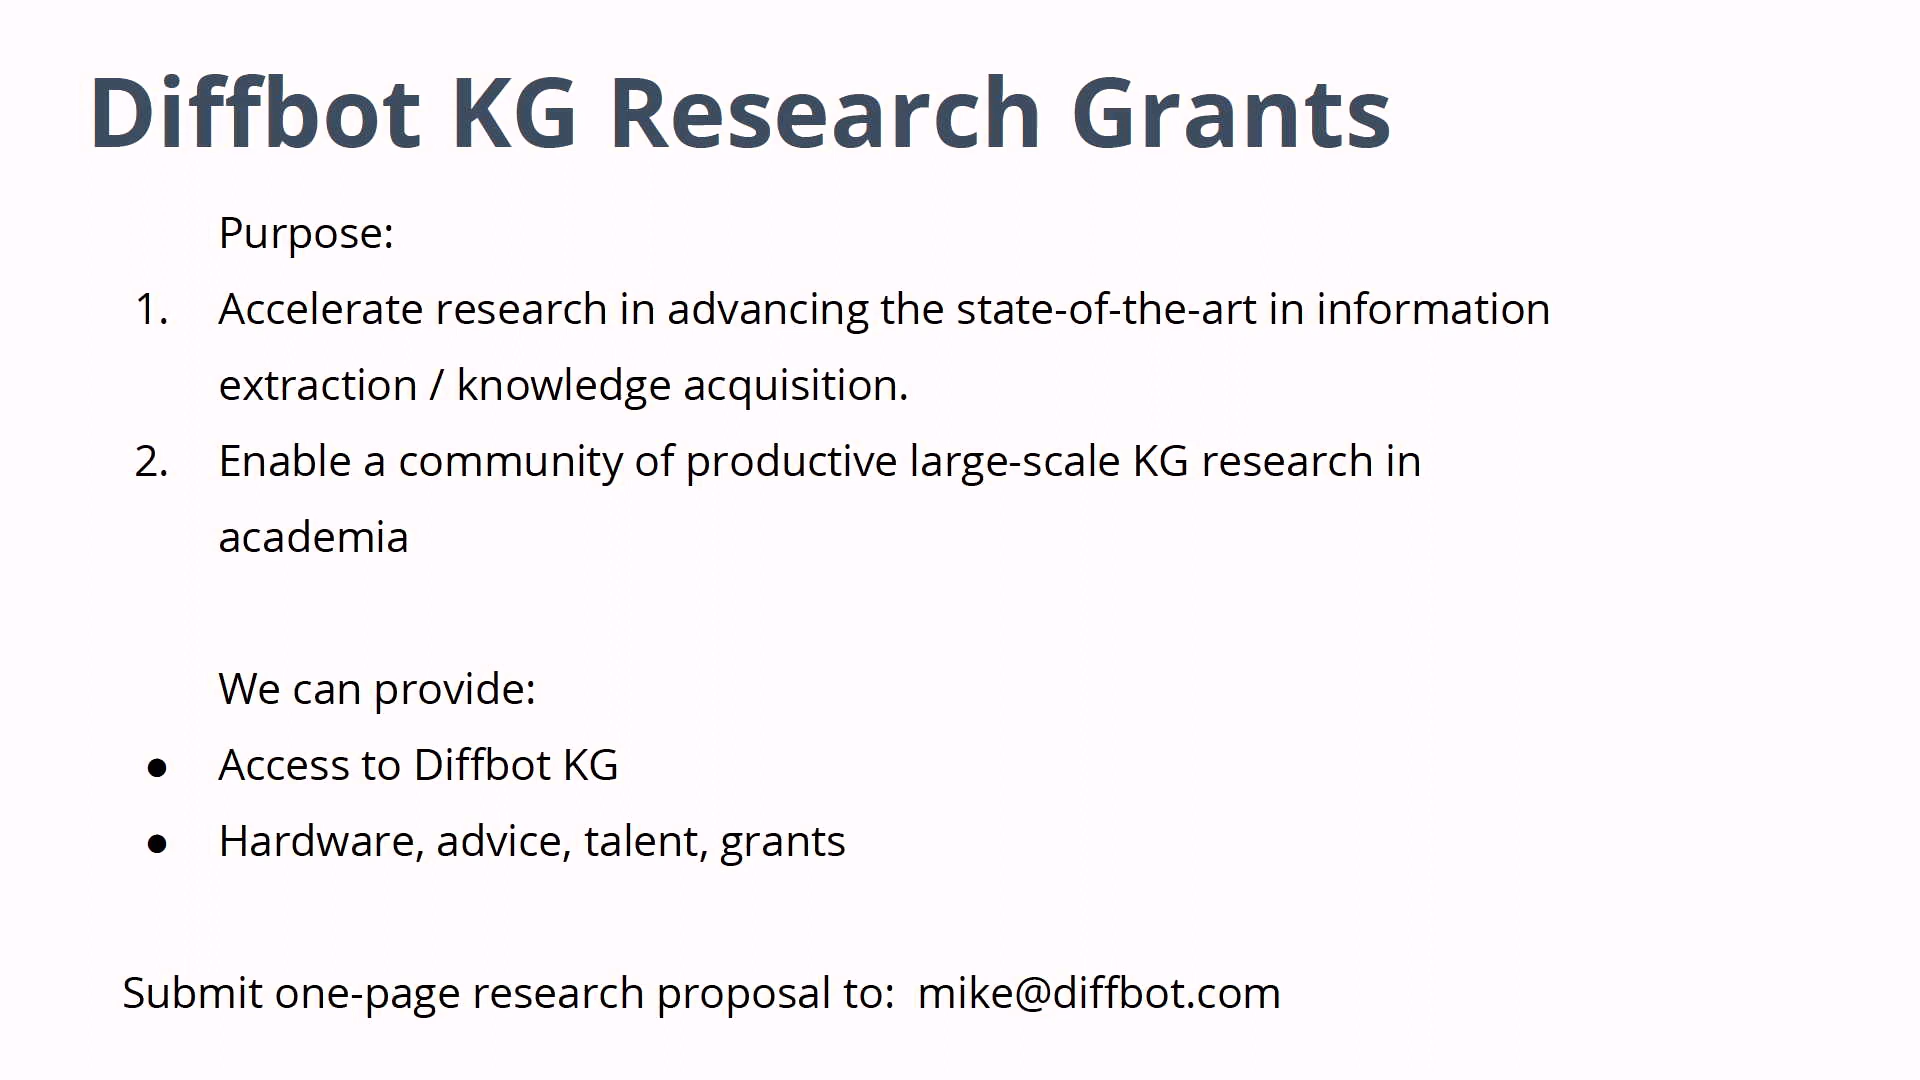 Diffbot KG Research Grants
Purpose:
1. Accelerate research in advancing the state-of-the-art in information
extraction / knowledge acquisition.
2. Enable a community of productive large-scale KG research in
academia
We can provide:
● Access to Diffbot KG
● Hardware, advice, talent, grants
Submit one-page research proposal to:  mike@diffbot.com